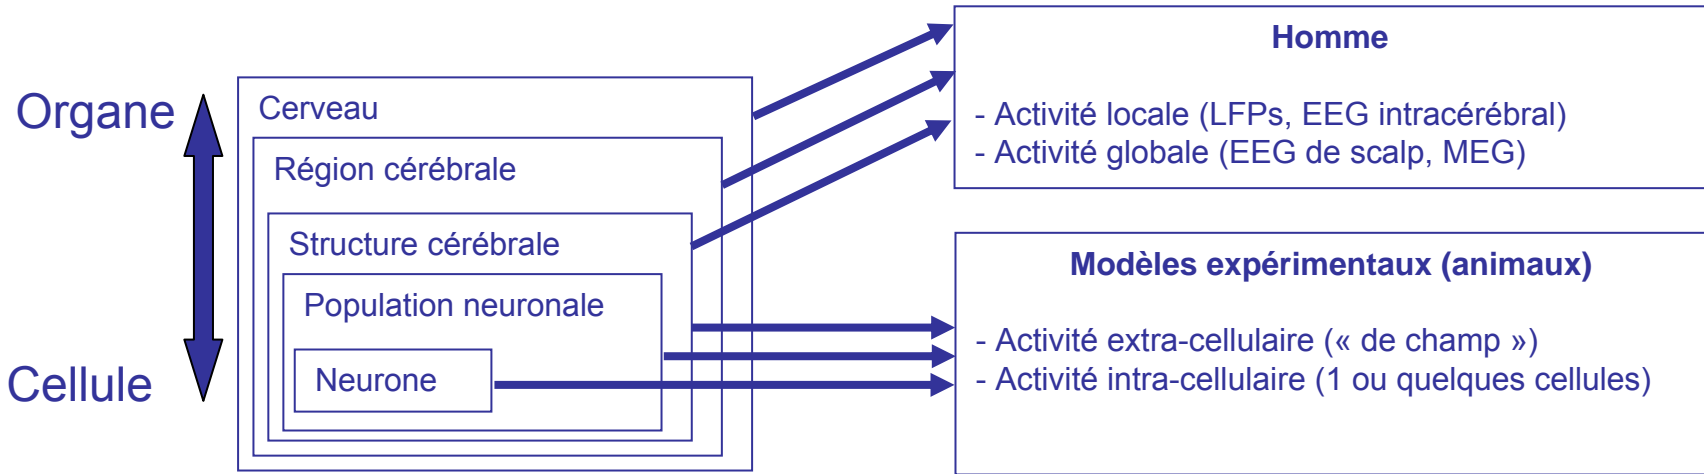 Organe
Cellule
Cerveau
Région cérébrale
Structure cérébrale
Population neuronale
Neurone
Homme
- Activité locale (LFPs, EEG intracérébral)
- Activité globale (EEG de scalp, MEG)
Modèles expérimentaux (animaux)
- Activité extra-cellulaire (« de champ »)
- Activité intra-cellulaire (1 ou quelques cellules)